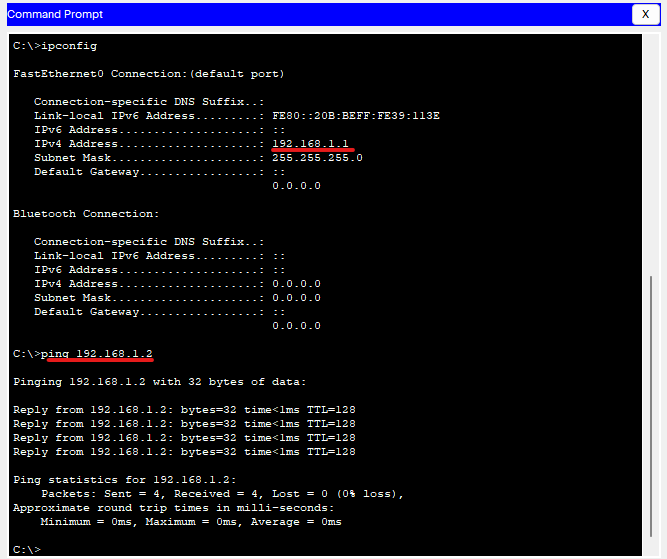 Command Prompt
X
C:\>ipconfig
FastEthernet0 Connection:(default port)
Connection-specific DNS Suffix..:
Link-local IPv6 Address.........: FE80::20B:BEFF:FE39:113E
IPv6 Address....................: ::
IPv4 Address....................: 192.168.1.1
Subnet Mask.....................: 255.255.255.0
Default Gateway.................: ::
0.0.0.0
Bluetooth Connection:
Connection-specific DNS Suffix..:
Link-local IPv6 Address.........: ::
IPv6 Address....................: ::
IPv4 Address....................: 0.0.0.0
Subnet Mask.....................: 0.0.0.0
Default Gateway.................: ::
0.0.0.0
C:\>ping 192.168.1.2
Pinging 192.168.1.2 with 32 bytes of data:
Reply from 192.168.1.2: bytes=32 time<1ms TTL=128
Reply from 192.168.1.2: bytes=32 time<1ms TTL=128
Reply from 192.168.1.2: bytes=32 time<1ms TTL=128
Reply from 192.168.1.2: bytes=32 time<1ms TTL=128
Ping statistics for 192.168.1.2:
Packets: Sent = 4, Received = 4, Lost = 0 (0% loss),
Approximate round trip times in milli-seconds:
Minimum = 0ms, Maximum = 0ms, Average = 0ms
C:\>